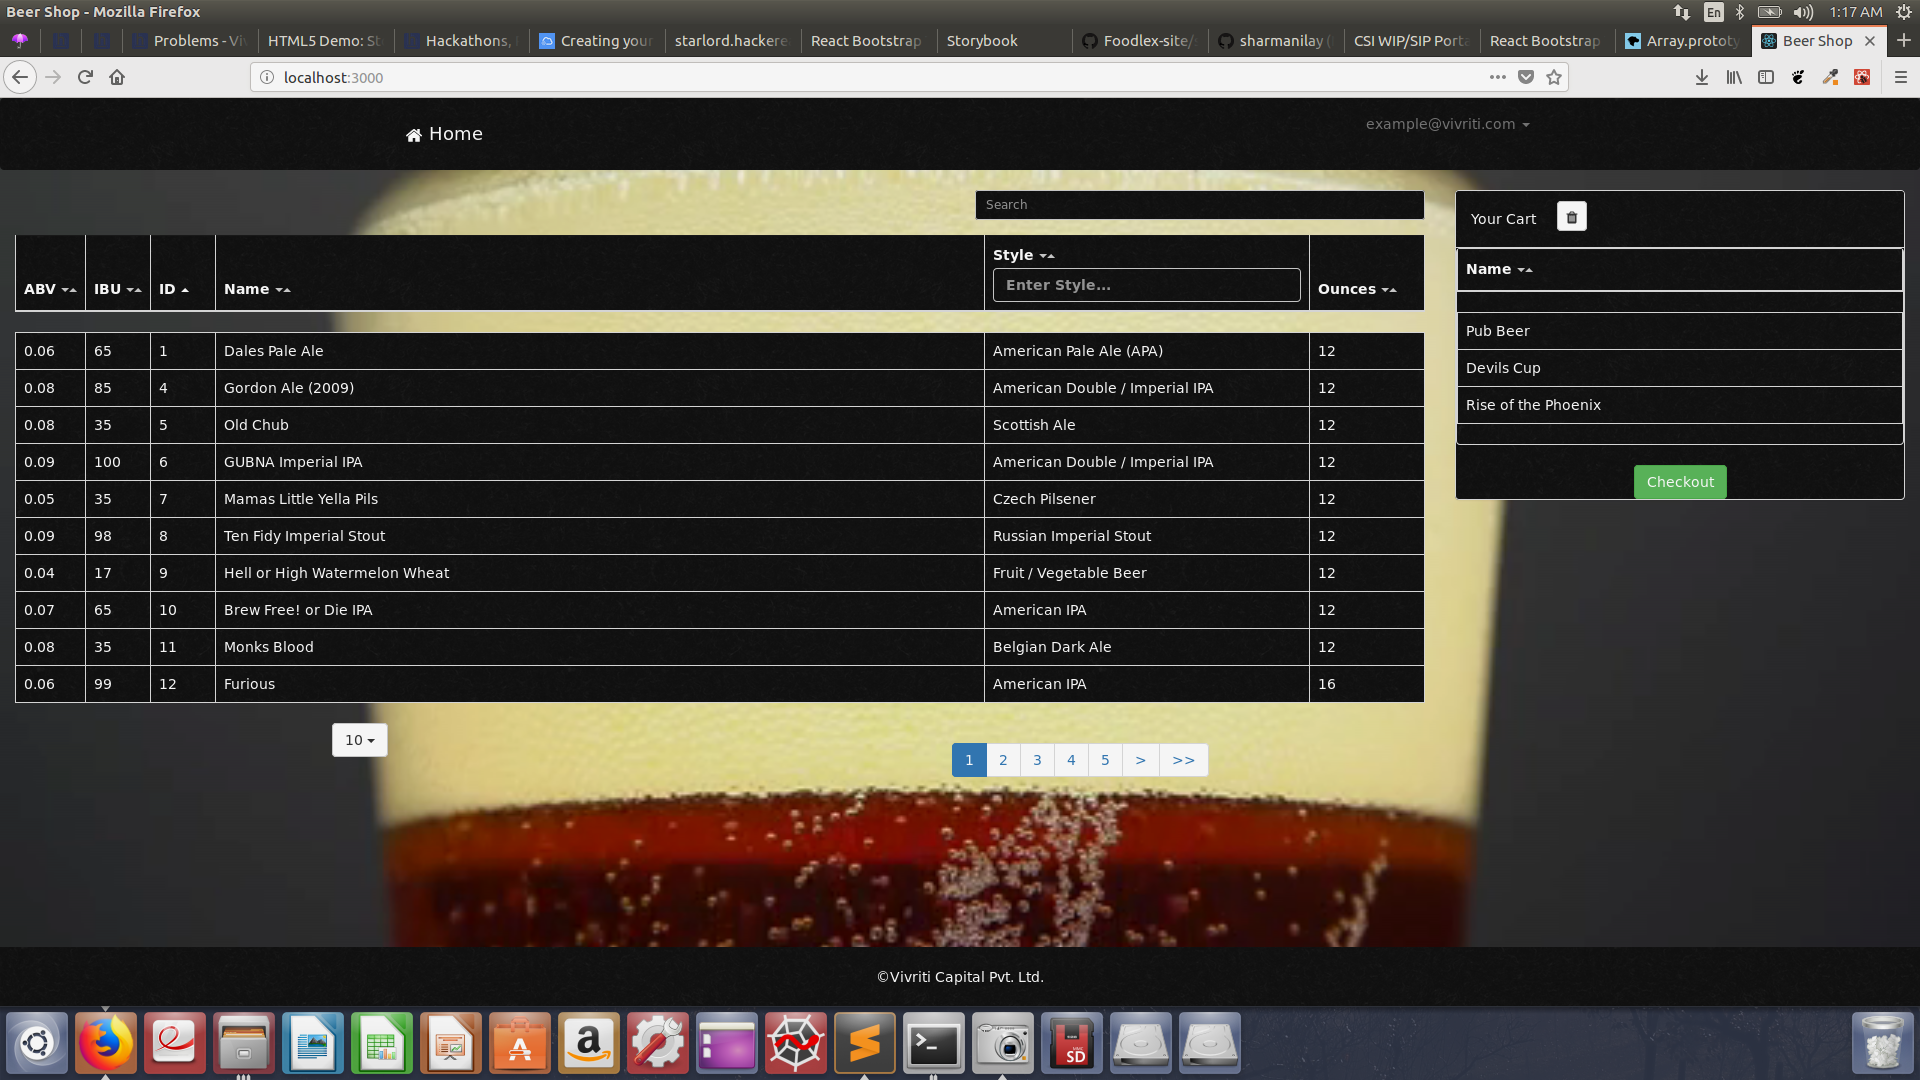 Beer Shop - Mozilla Firefox
En
1:17 AM
Problems - Viv
HTML5 Demo: St
Hackathons,
Creating your
starlord.hackere
React Bootstrap
Storybook
Foodlex-site/
sharmanilay (
CSI WIP/SIP Porta
React Bootstrap
Array.prototy
Beer Shop
localhost:3000
Home
example@vivriti.com
Search
ABV IBU ID Name Style Ounces
Enter Style...
0.06 65 1 Dales Pale Ale American Pale Ale (APA) 12
0.08 85 4 Gordon Ale (2009) American Double / Imperial IPA 12
0.08 35 5 Old Chub Scottish Ale 12
0.09 100 6 GUBNA Imperial IPA American Double / Imperial IPA 12
0.05 35 7 Mamas Little Yella Pils Czech Pilsener 12
0.09 98 8 Ten Fidy Imperial Stout Russian Imperial Stout 12
0.04 17 9 Hell or High Watermelon Wheat Fruit / Vegetable Beer 12
0.07 65 10 Brew Free! or Die IPA American IPA 12
0.08 35 11 Monks Blood Belgian Dark Ale 12
0.06 99 12 Furious American IPA 16
10
1 2 3 4 5 > >>
Your Cart
Name
Pub Beer
Devils Cup
Rise of the Phoenix
Checkout
©Vivriti Capital Pvt. Ltd.
SD